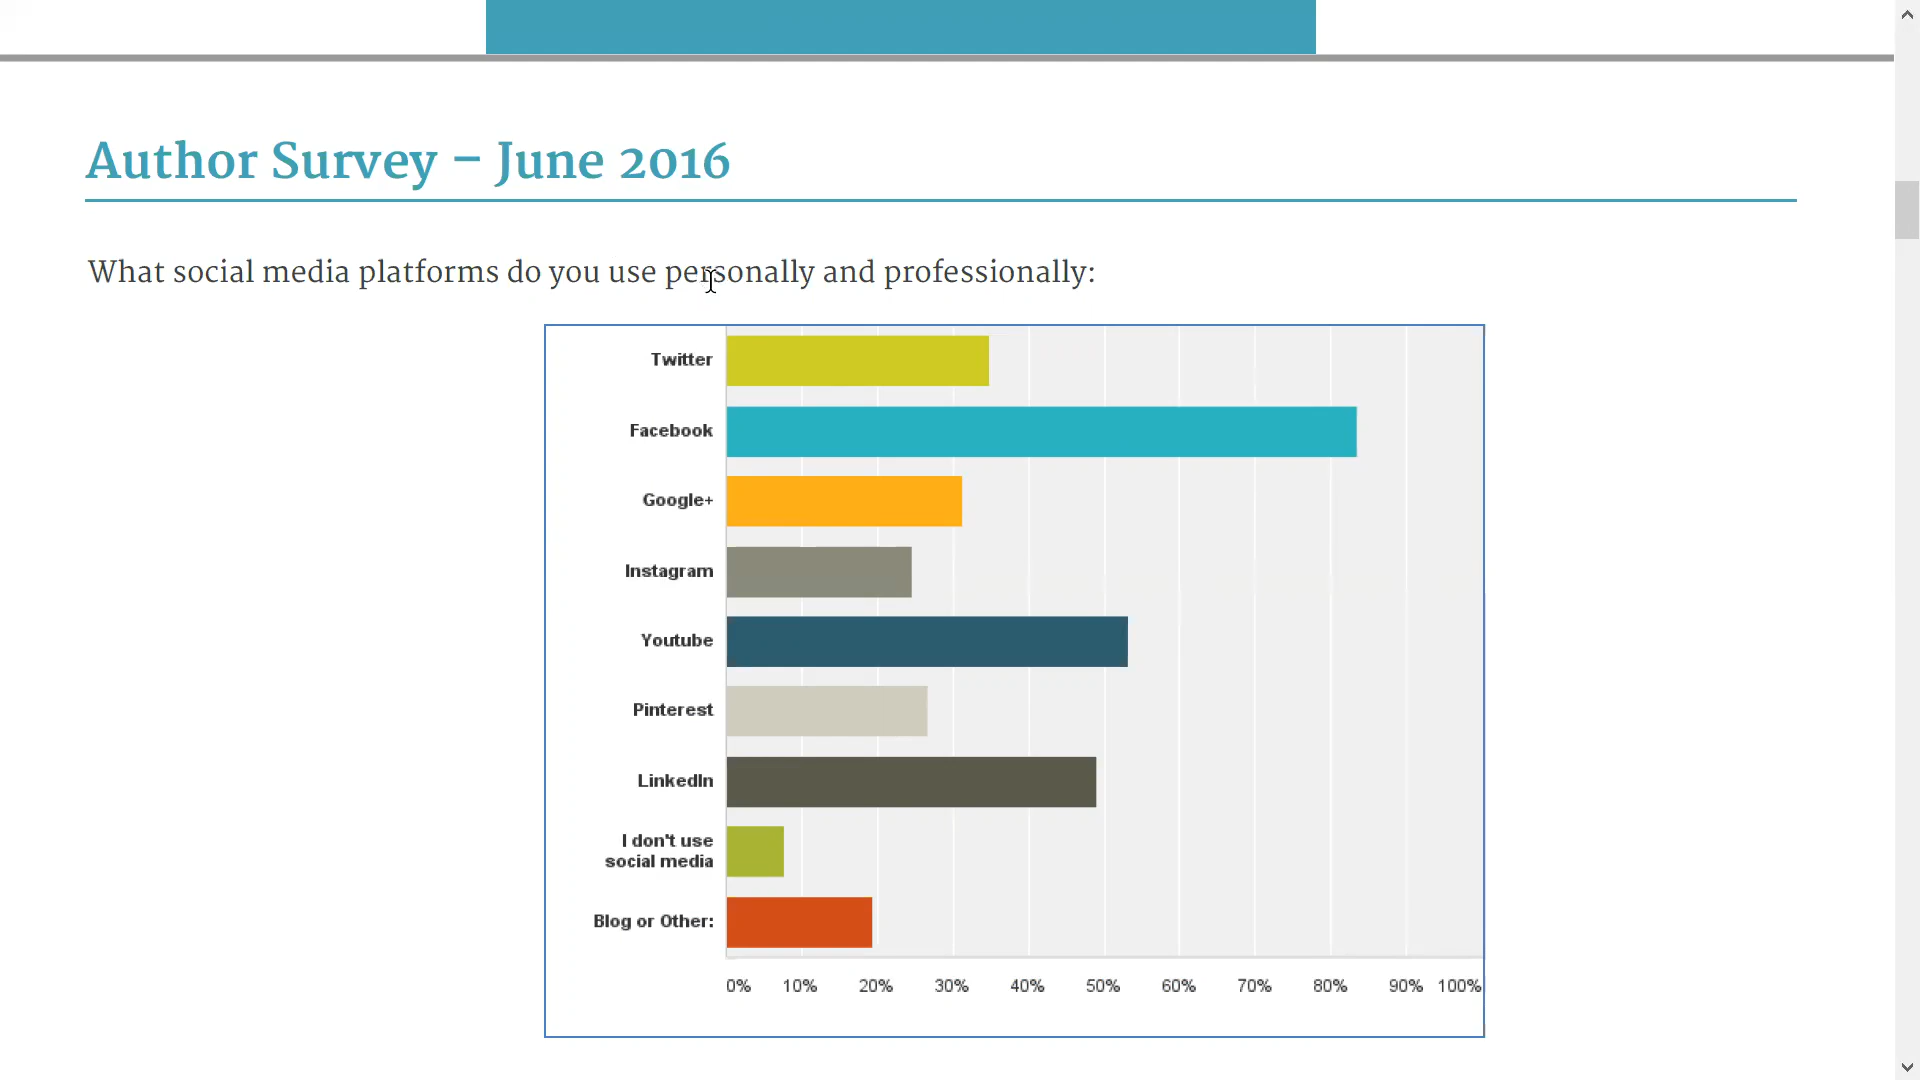 Author Survey – June 2016
What social media platforms do you use personally and professionally:
Twitter
Facebook
Google+
Instagram
Youtube
Pinterest
LinkedIn
I don't use
social media
Blog or Other:
0% 10% 20% 30% 40% 50% 60% 70% 80% 90% 100%